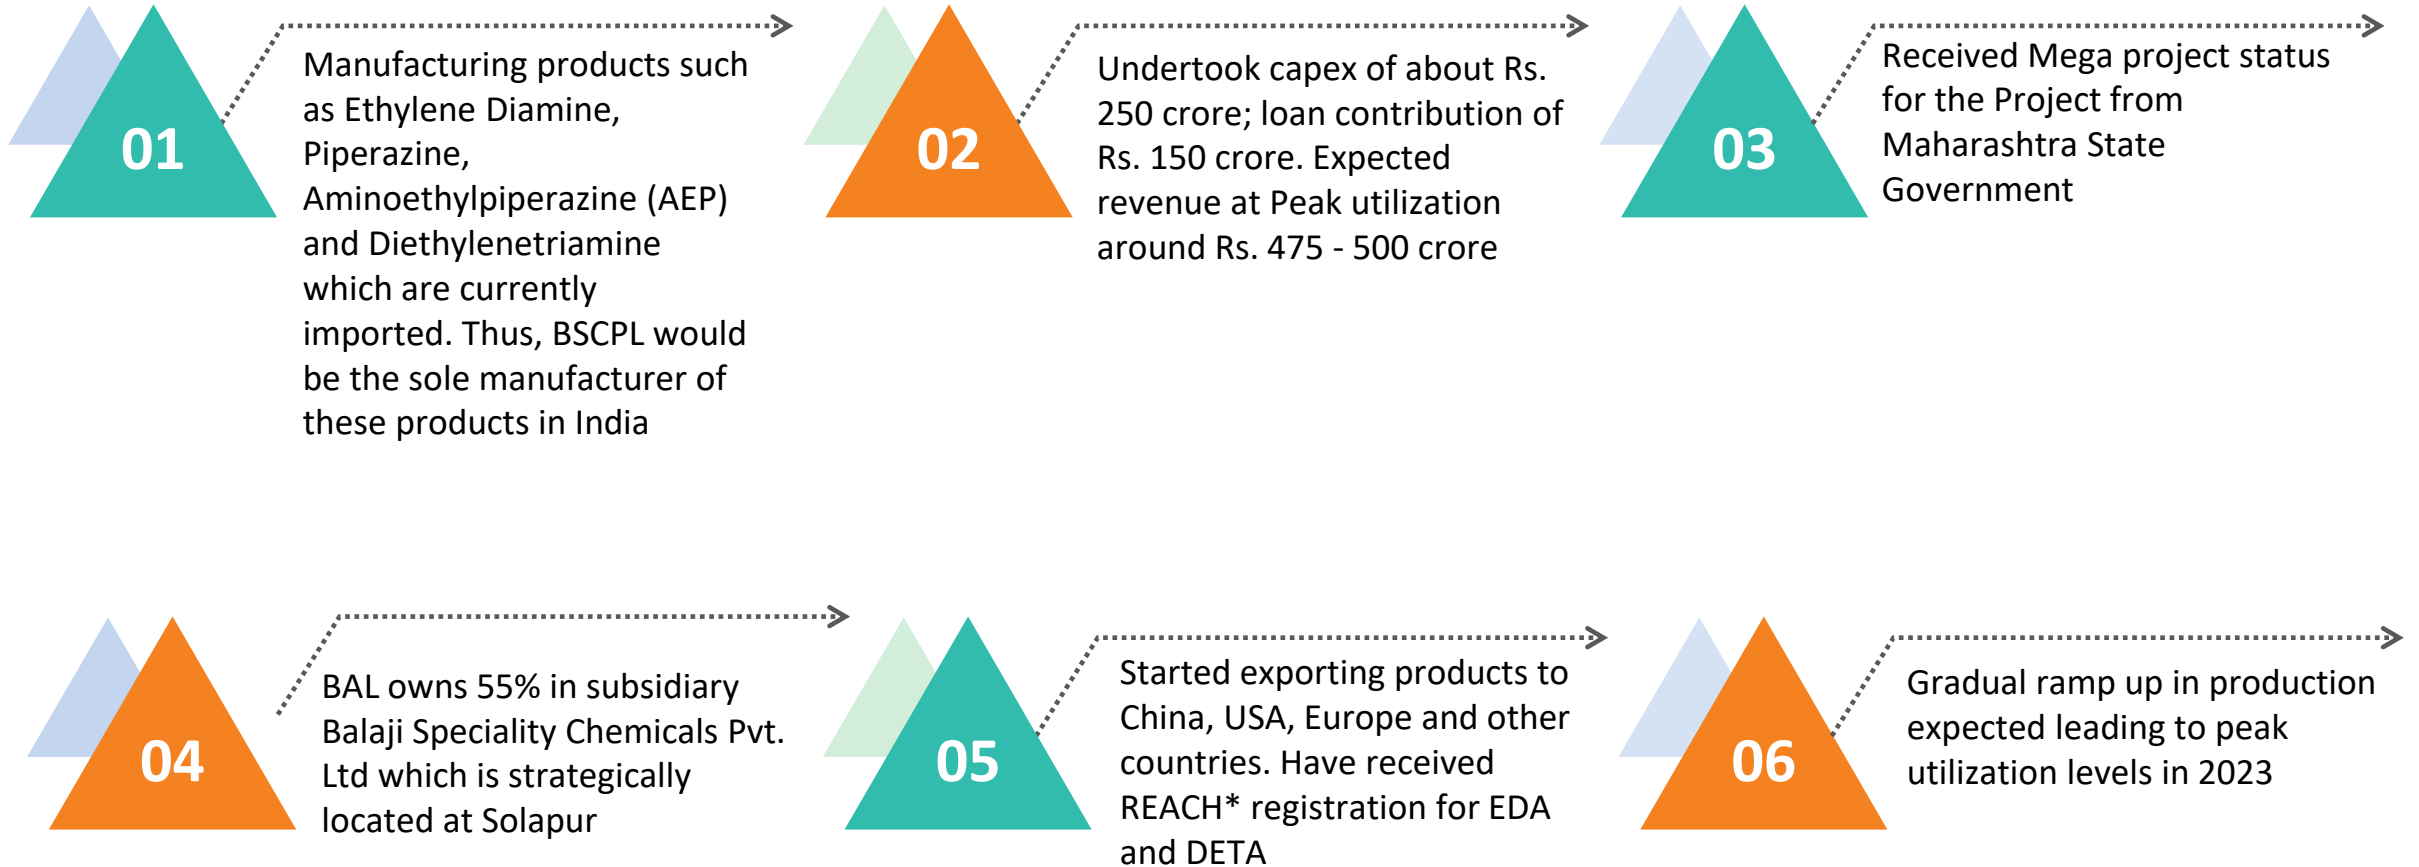 01
Manufacturing products such
as Ethylene Diamine,
Piperazine,
Aminoethylpiperazine (AEP)
and Diethylenetriamine
which are currently
imported. Thus, BSCPL would
be the sole manufacturer of
these products in India
02
Undertook capex of about Rs.
250 crore; loan contribution of
Rs. 150 crore. Expected
revenue at Peak utilization
around Rs. 475 - 500 crore
03
Received Mega project status
for the Project from
Maharashtra State
Government
04
BAL owns 55% in subsidiary
Balaji Speciality Chemicals Pvt.
Ltd which is strategically
located at Solapur
05
Started exporting products to
China, USA, Europe and other
countries. Have received
REACH* registration for EDA
and DETA
06
Gradual ramp up in production
expected leading to peak
utilization levels in 2023